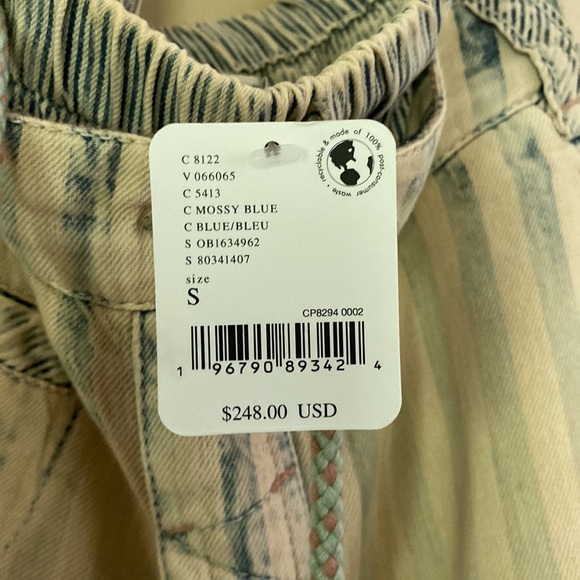 C 8122
V 066065
C 5413
C MOSSY BLUE
C BLUE/BLEU
S OB1634962
S 80341407
size
S
recyclable & made of 100% post-consumer waste •
CP8294 0002
1 96790 89342 4
$248.00 USD